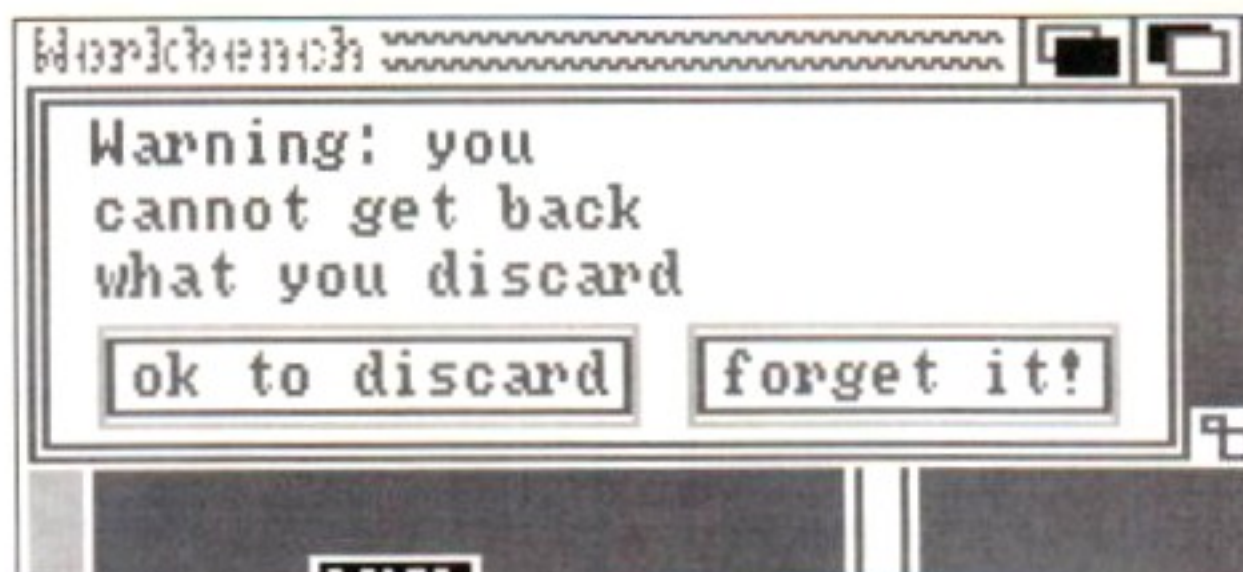 Workbench
Warning: you
cannot get back
what you discard
ok to discard
forget it!